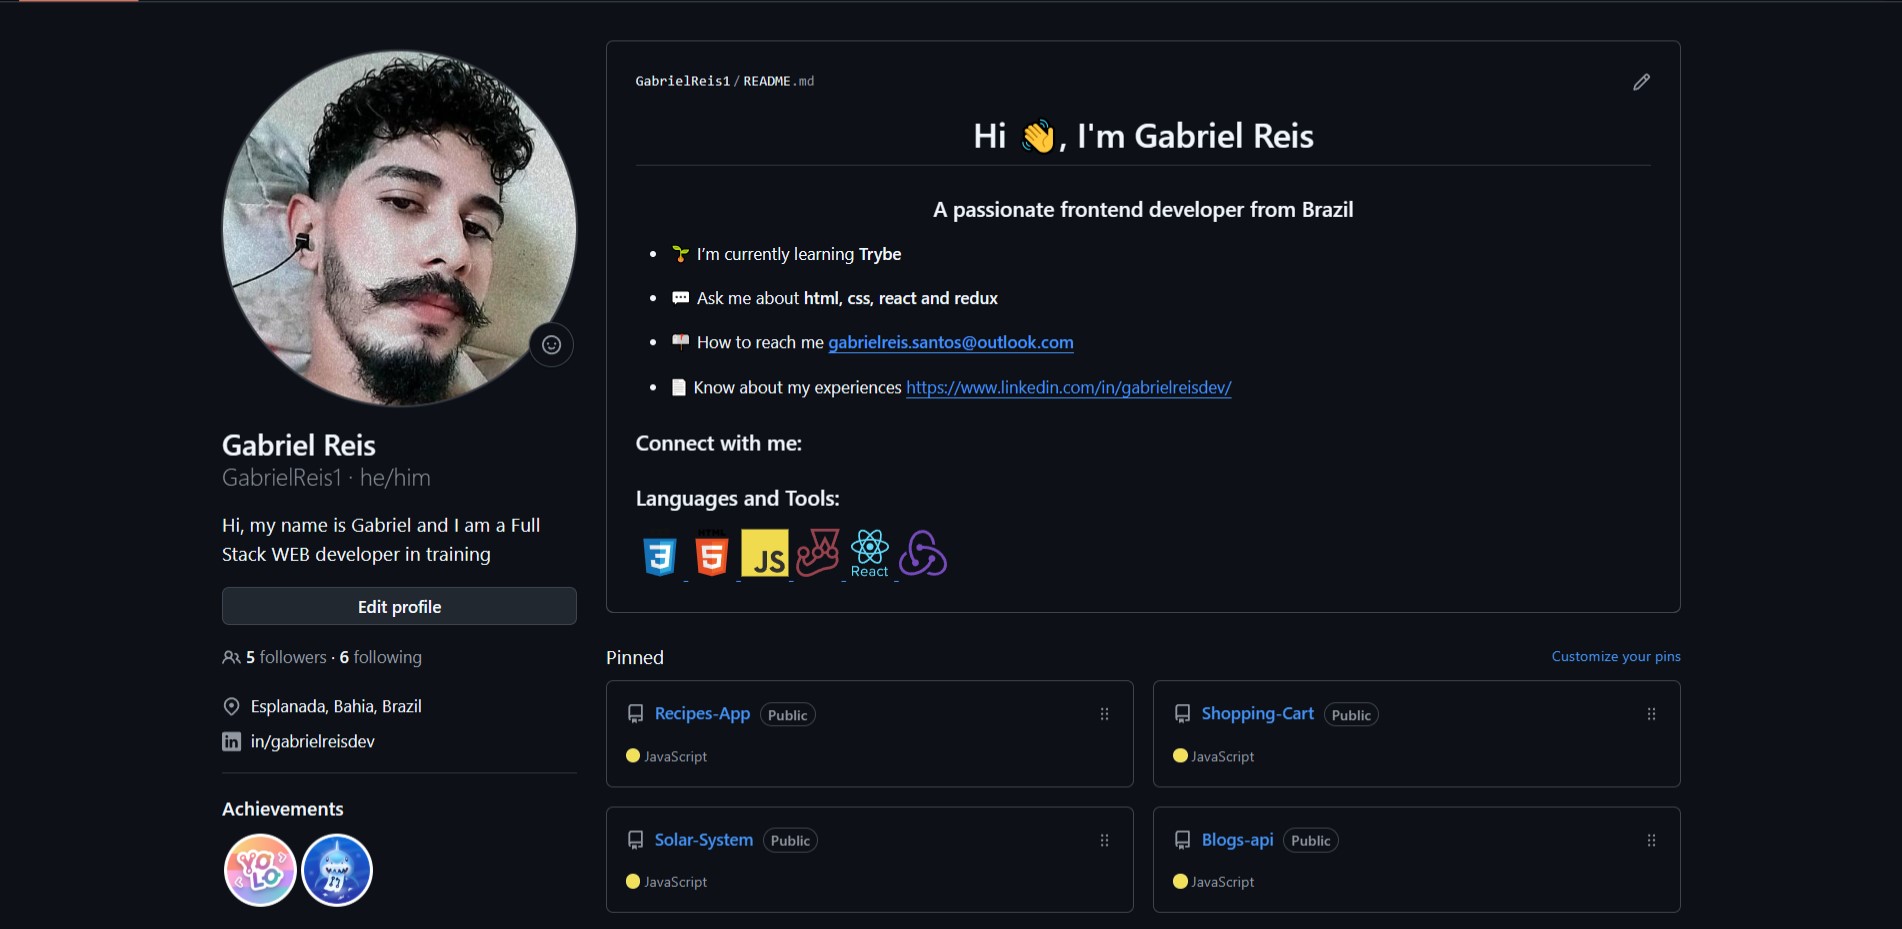 GabrielReis1/README.md
Hi 👋, I'm Gabriel Reis
A passionate frontend developer from Brazil
🌱 I’m currently learning Trybe
💬 Ask me about html, css, react and redux
📫 How to reach me gabrielreis.santos@outlook.com
📄 Know about my experiences https://www.linkedin.com/in/gabrielreisdev/
Connect with me:
Languages and Tools:
3
HTML
5
JS
React
Gabriel Reis
GabrielReis1 · he/him
Hi, my name is Gabriel and I am a Full
Stack WEB developer in training
Edit profile
5 followers · 6 following
Esplanada, Bahia, Brazil
in/gabrielreisdev
Achievements
YO
LO
Pinned
Customize your pins
Recipes-App Public
JavaScript
Shopping-Cart Public
JavaScript
Solar-System Public
JavaScript
Blogs-api Public
JavaScript